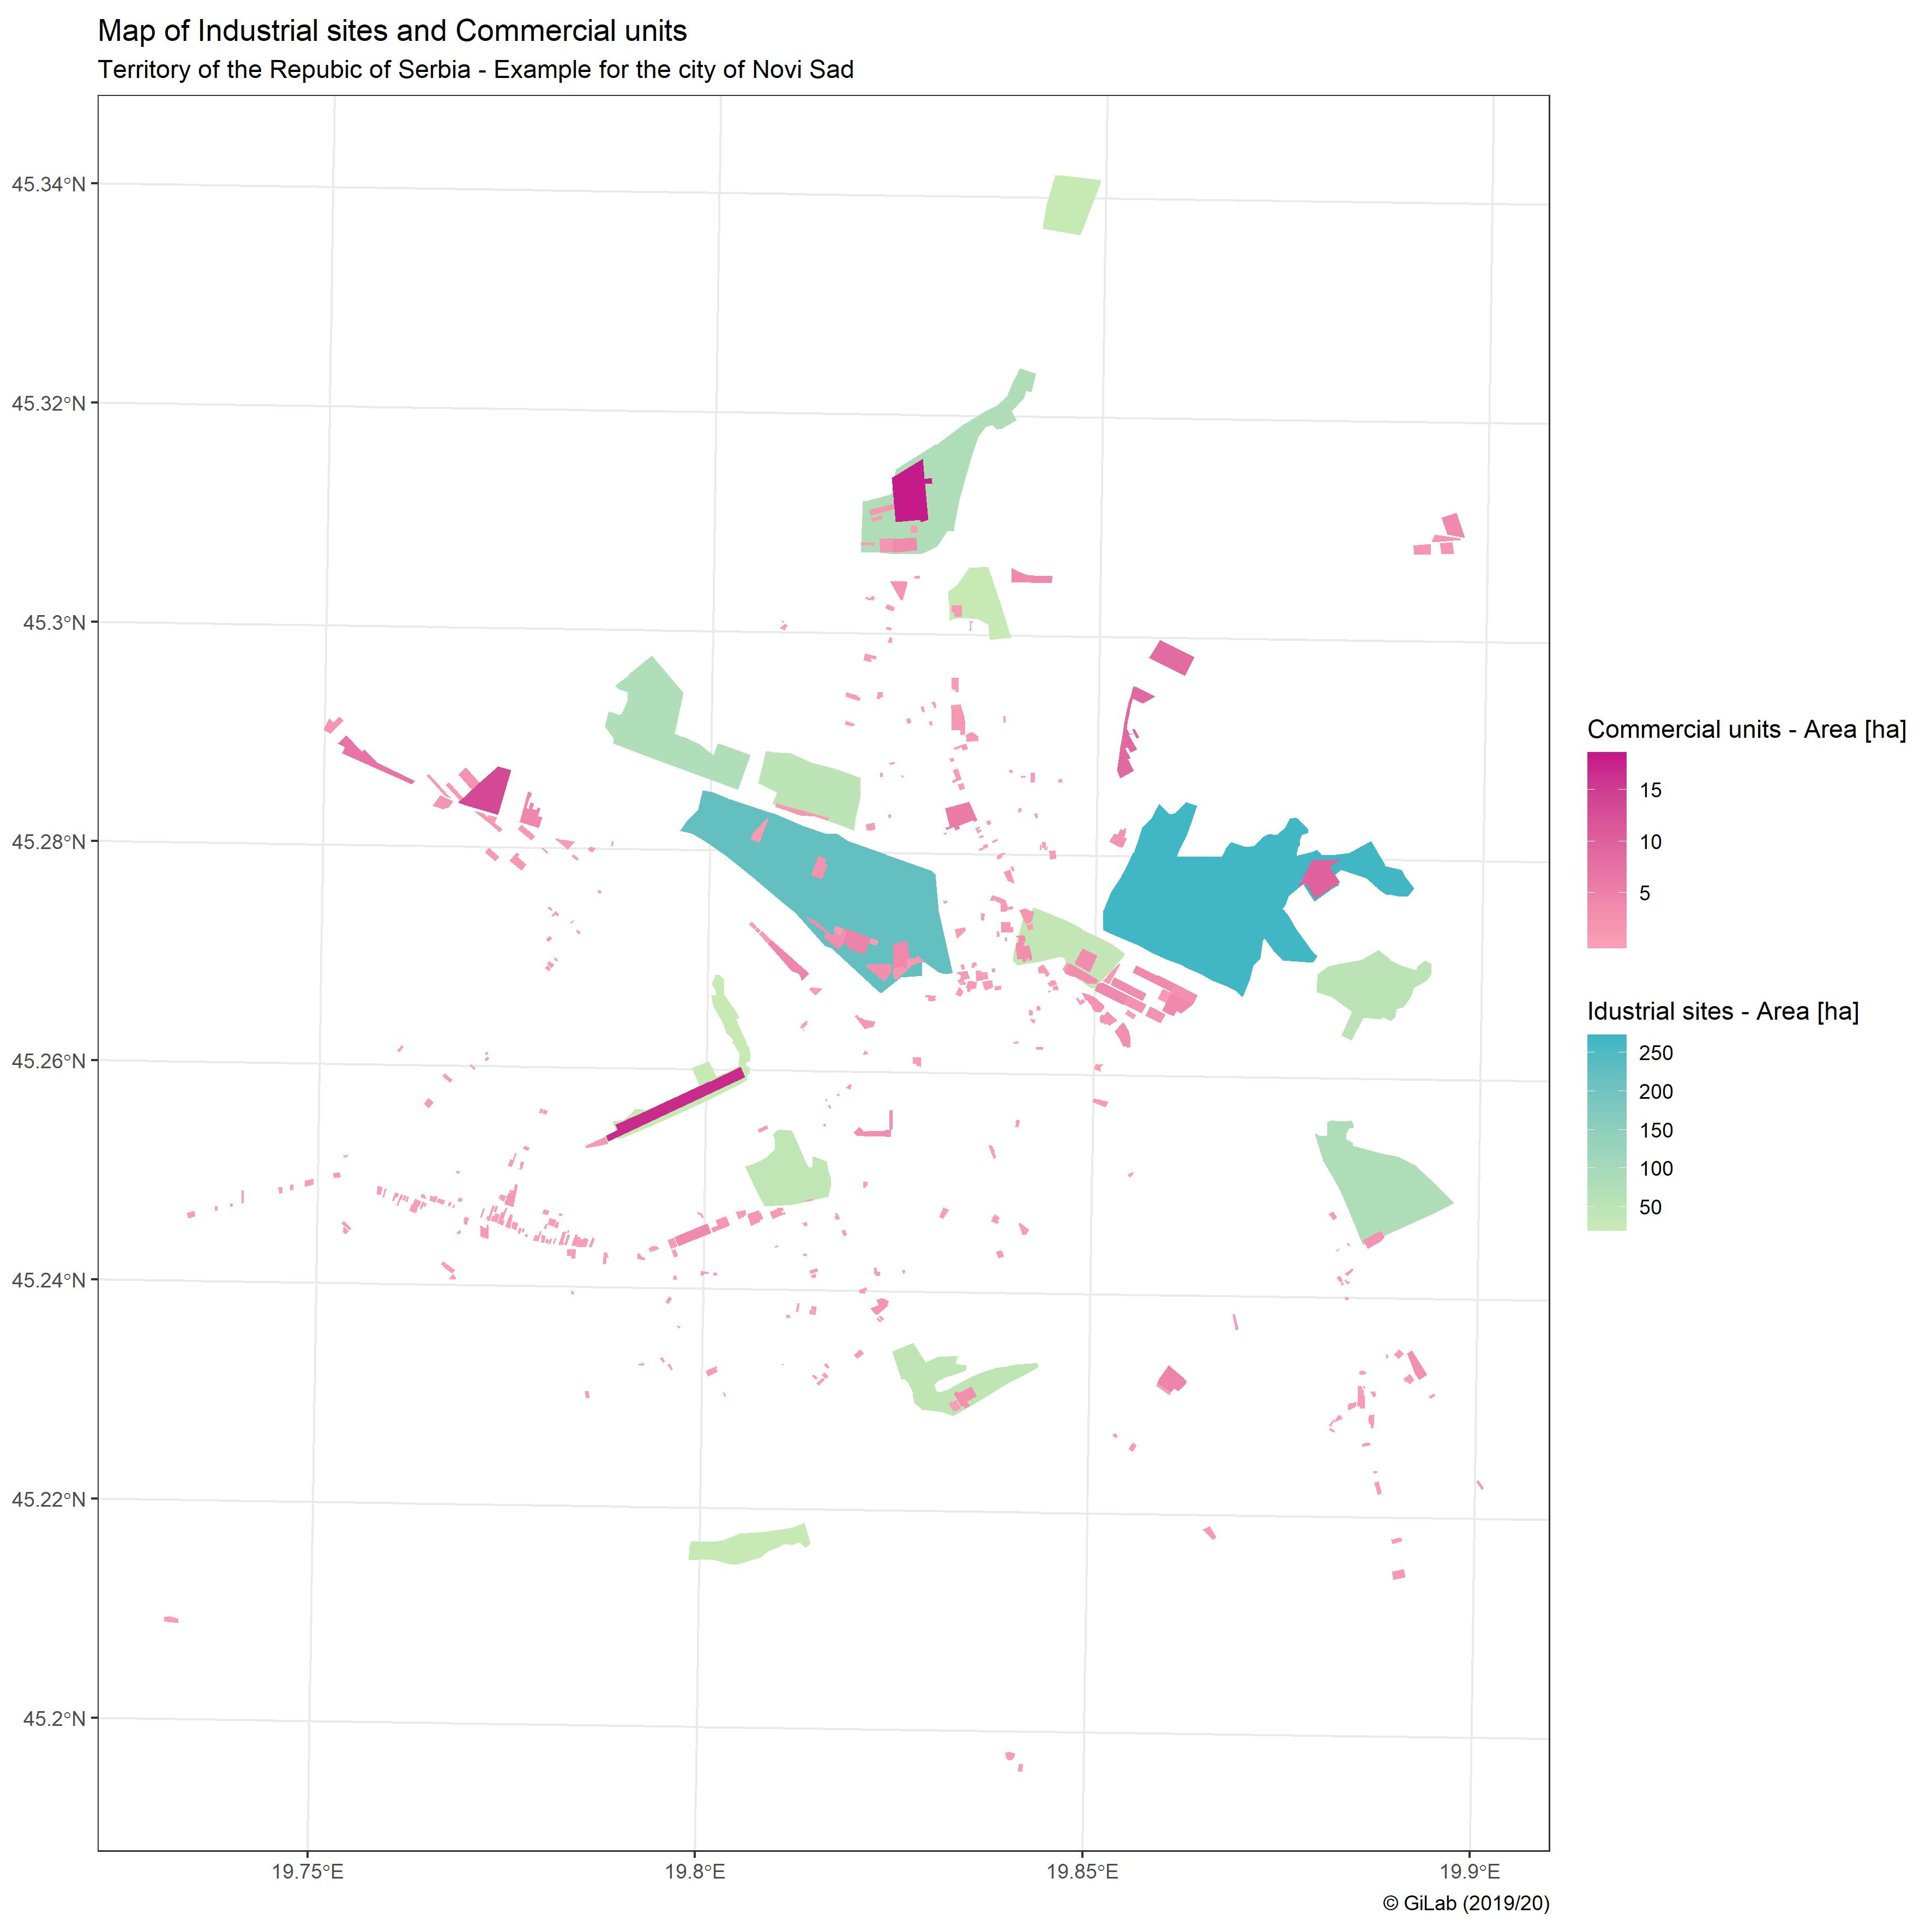 Map of Industrial sites and Commercial units
Territory of the Repubic of Serbia - Example for the city of Novi Sad
45.34°N
45.32°N
45.3°N
45.28°N
45.26°N
45.24°N
45.22°N
45.2°N
19.75°E
19.8°E
19.85°E
19.9°E
Commercial units - Area [ha]
15
10
5
Idustrial sites - Area [ha]
250
200
150
100
50
© GiLab (2019/20)